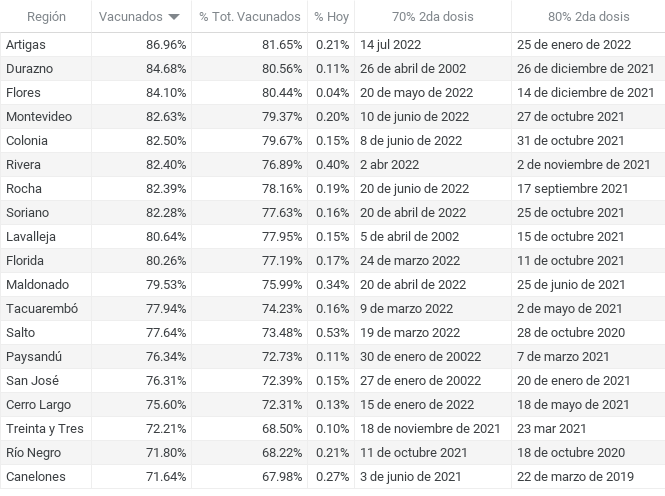 Región Vacunados % Tot. Vacunados % Hoy 70% 2da dosis 80% 2da dosis
Artigas 86.96% 81.65% 0.21% 14 jul 2022 25 de enero de 2022
Durazno 84.68% 80.56% 0.11% 26 de abril de 2002 26 de diciembre de 2021
Flores 84.10% 80.44% 0.04% 20 de mayo de 2022 14 de diciembre de 2021
Montevideo 82.63% 79.37% 0.20% 10 de junio de 2022 27 de octubre 2021
Colonia 82.50% 79.67% 0.15% 8 de junio de 2022 31 de octubre 2021
Rivera 82.40% 76.89% 0.40% 2 abr 2022 2 de noviembre de 2021
Rocha 82.39% 78.16% 0.19% 20 de junio de 2022 17 septiembre 2021
Soriano 82.28% 77.63% 0.16% 20 de abril de 2022 25 de octubre 2021
Lavalleja 80.64% 77.95% 0.15% 5 de abril de 2002 15 de octubre 2021
Florida 80.26% 77.19% 0.17% 24 de marzo 2022 11 de octubre 2021
Maldonado 79.53% 75.99% 0.34% 20 de abril de 2022 25 de junio de 2021
Tacuarembó 77.94% 74.23% 0.16% 9 de marzo 2022 2 de mayo de 2021
Salto 77.64% 73.48% 0.53% 19 de marzo 2022 28 de octubre 2020
Paysandú 76.34% 72.73% 0.11% 30 de enero de 20022 7 de marzo 2021
San José 76.31% 72.39% 0.15% 27 de enero de 20022 20 de enero de 2021
Cerro Largo 75.60% 72.31% 0.13% 15 de enero de 2022 18 de mayo de 2021
Treinta y Tres 72.21% 68.50% 0.10% 18 de noviembre de 2021 23 mar 2021
Río Negro 71.80% 68.22% 0.21% 11 de octubre de 2021 18 de octubre 2020
Canelones 71.64% 67.98% 0.27% 3 de junio de 2021 22 de marzo de 2019